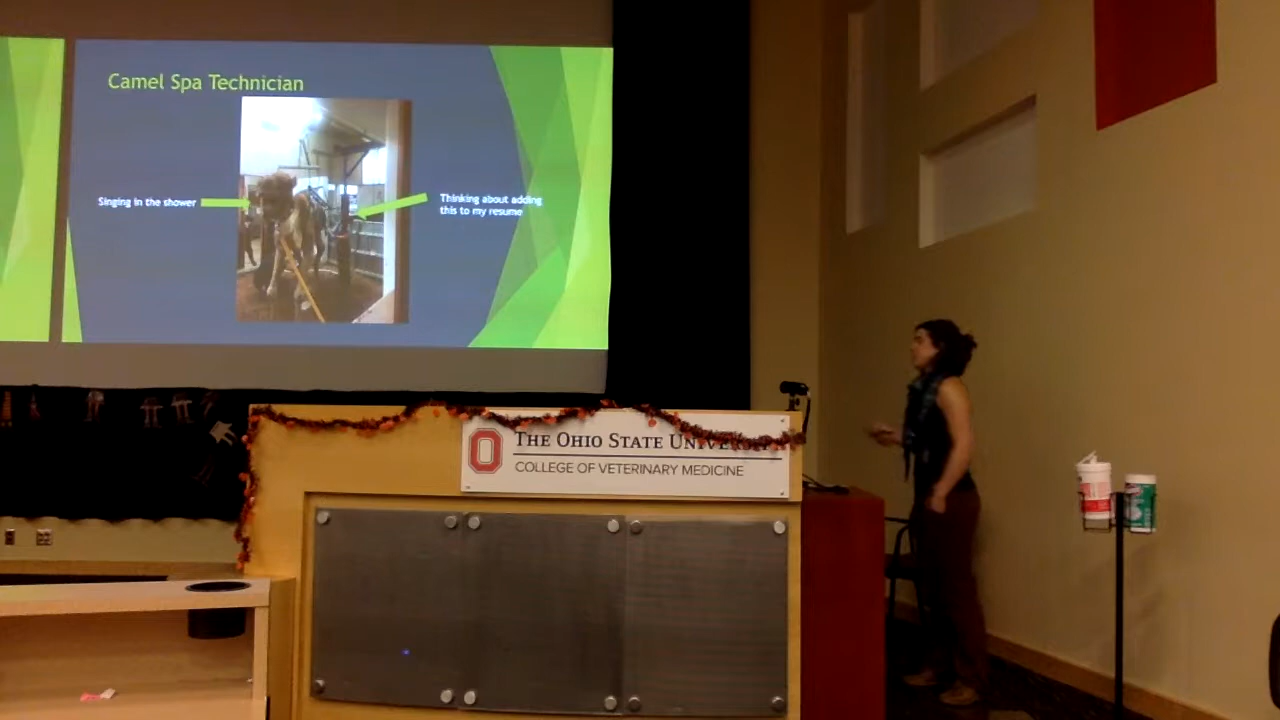 Camel Spa Technician
Singing in the shower
Thinking about adding
this to my resume
THE OHIO STATE UNIVERSITY
COLLEGE OF VETERINARY MEDICINE